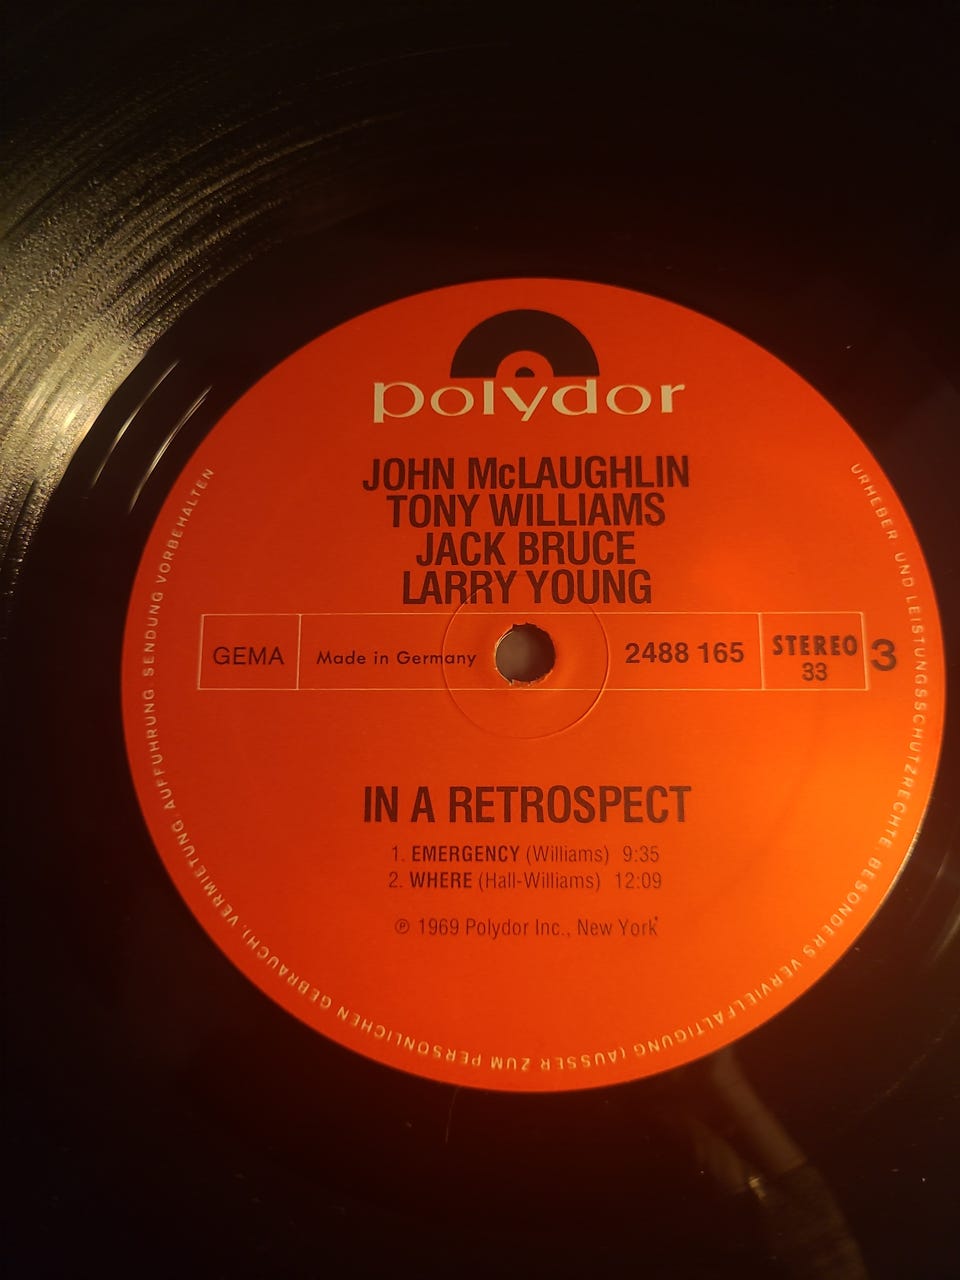 polydor
JOHN McLAUGHLIN
TONY WILLIAMS
JACK BRUCE
LARRY YOUNG
GEMA
Made in Germany
2488 165
STEREO
33
3
IN A RETROSPECT
1. EMERGENCY (Williams) 9:35
2. WHERE (Hall-Williams) 12:09
℗ 1969 Polydor Inc., New York
URHEBER UND LEISTUNGSSCHUTZRECHTE, BESONDERS VERVIELFÄLTIGUNG (AUSSER ZUM PERSÖNLICHEN GEBRAUCH), VERMIETUNG, AUFFÜHRUNG SENDUNG VORBEHALTEN